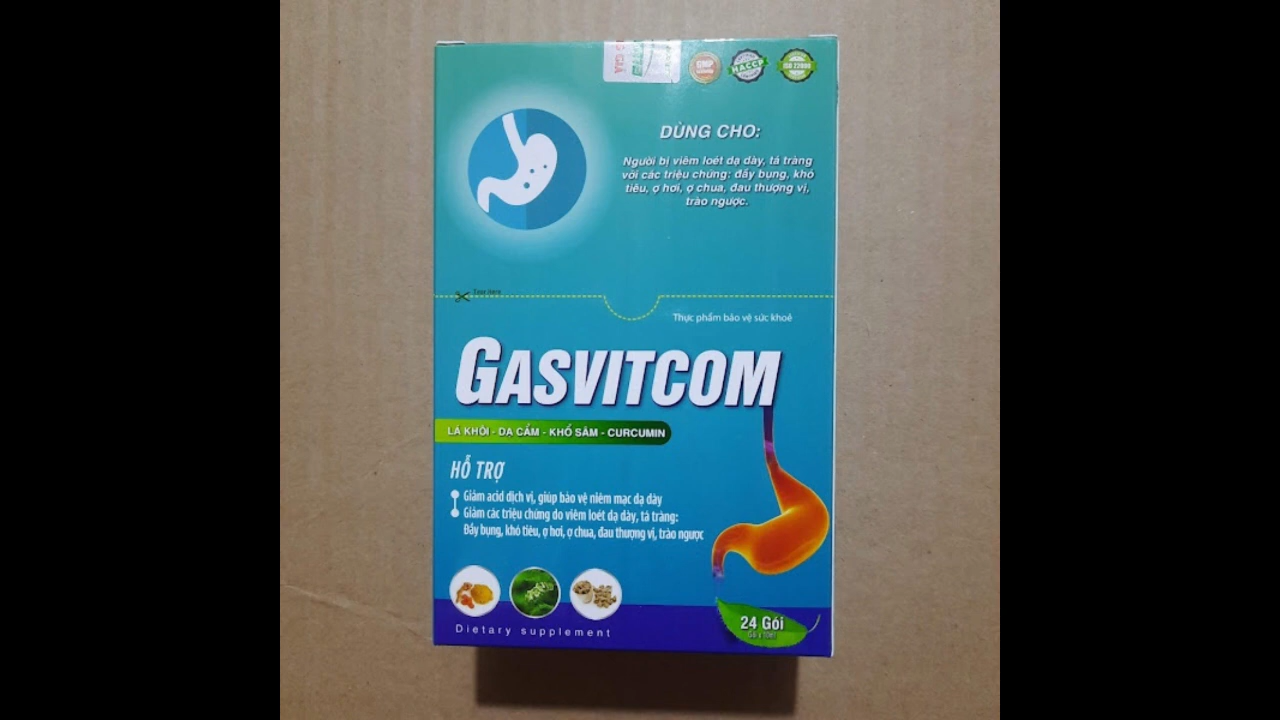 GMP
HACCP
ISO 22000
DÙNG CHO:
Người bị viêm loét dạ dày, tá tràng
với các triệu chứng: đầy bụng, khó
tiêu, ợ hơi, ợ chua, đau thượng vị,
trào ngược.
Thực phẩm bảo vệ sức khoẻ
GASVITCOM
LÁ KHÔI - DẠ CẨM - KHỔ SÂM - CURCUMIN
HỖ TRỢ
Giảm acid dịch vị, giúp bảo vệ niêm mạc dạ dày
Giảm các triệu chứng do viêm loét dạ dày, tá tràng:
Đầy bụng, khó tiêu, ợ hơi, ợ chua, đau thượng vị, trào ngược
24 Gói
Dietary supplement